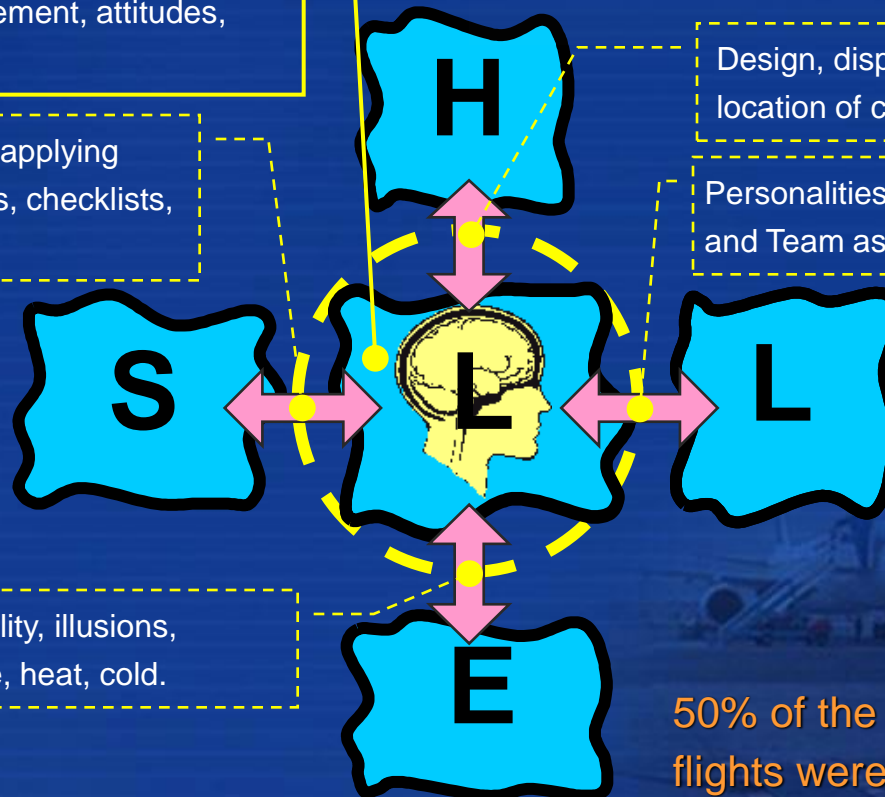 ement, attitudes,
Design, disp
location of c
applying
s, checklists,
Personalities
and Team as
H
S
L
L
E
lity, illusions,
e, heat, cold.
50% of the
flights were